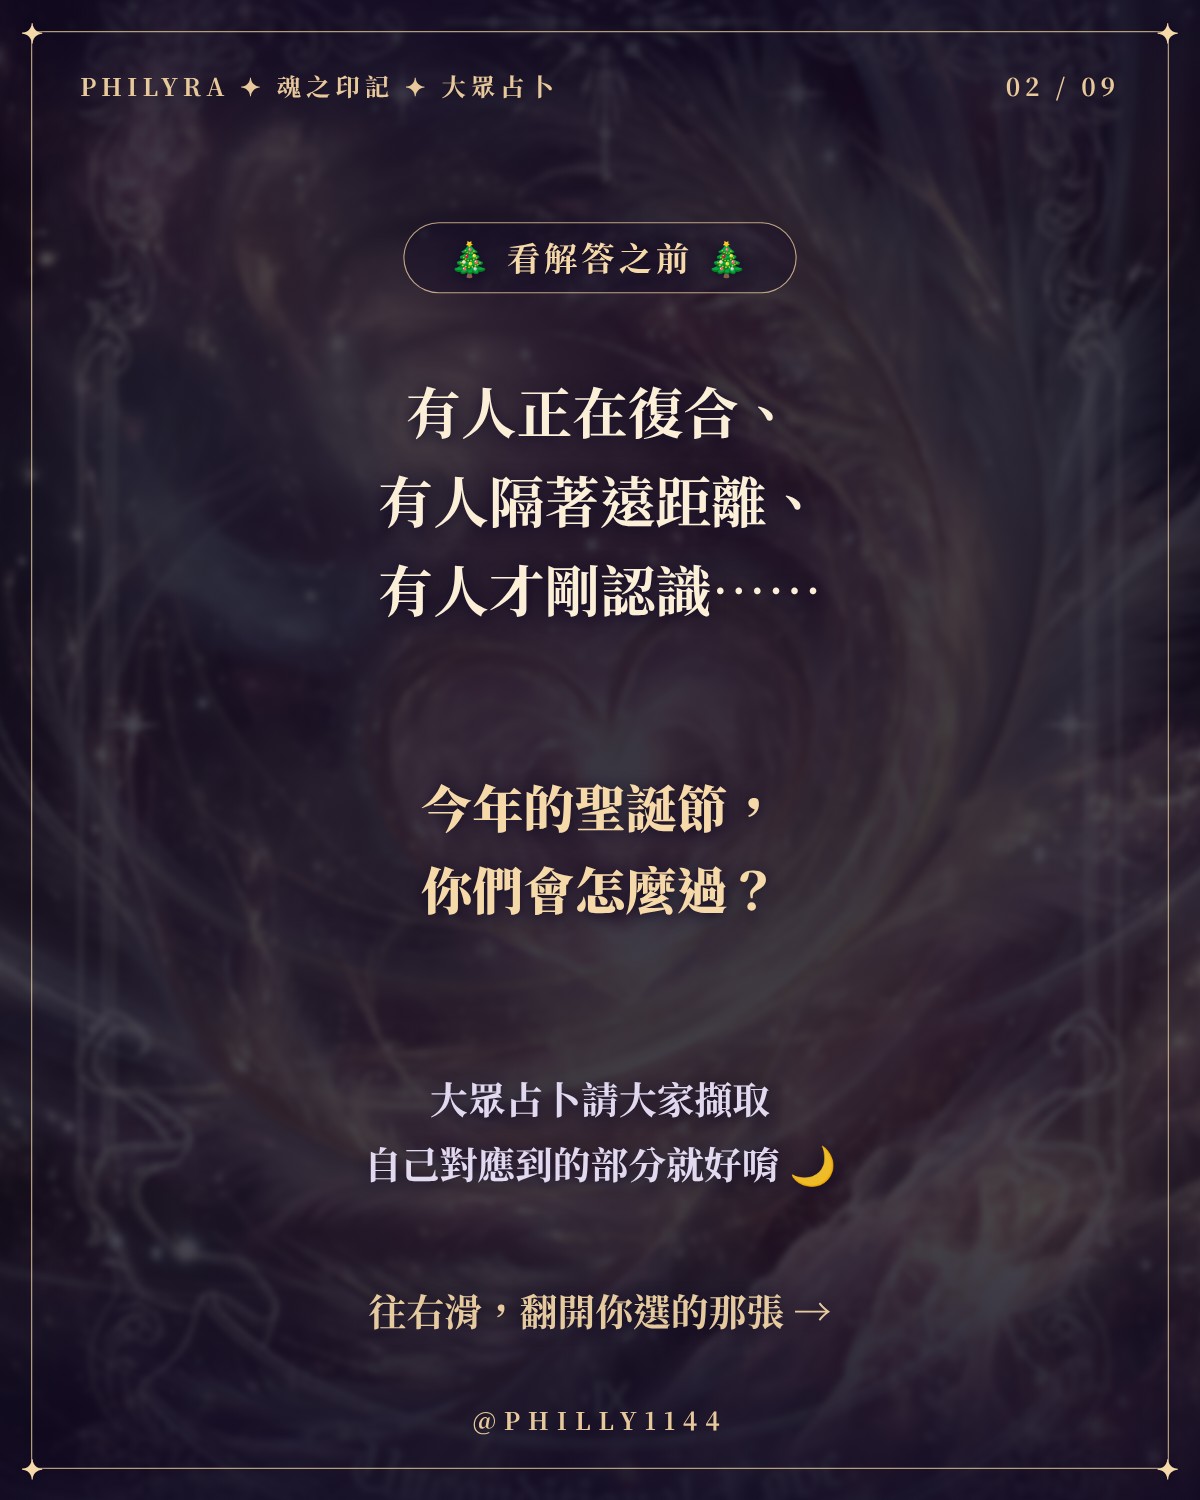 PHILYRA ✦ 魂之印記 ✦ 大眾占卜
02 / 09
🎄 看解答之前 🎄
有人正在復合、
有人隔著遠距離、
有人才剛認識……
今年的聖誕節，
你們會怎麼過？
大眾占卜請大家擷取
自己對應到的部分就好唷 🌙
往右滑，翻開你選的那張 →
@PHILLY1144